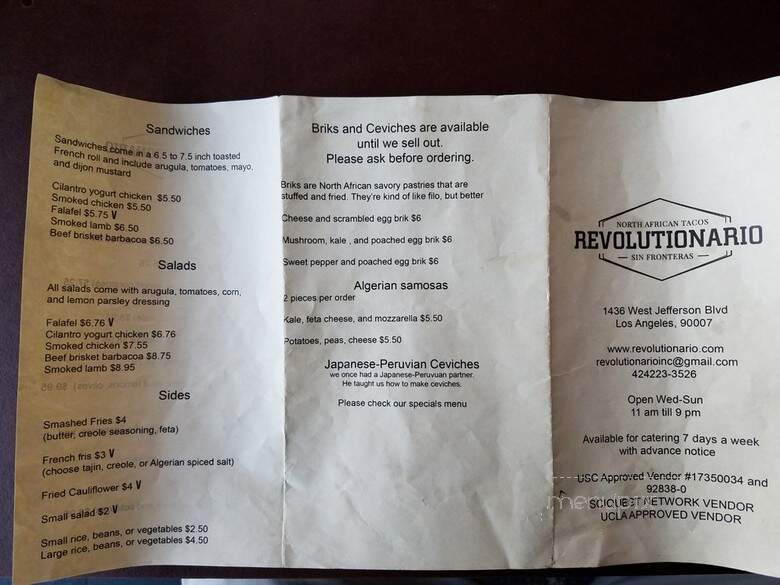 Sandwiches
Sandwiches come in a 6.5 to 7.5 inch toasted
French roll and include arugula, tomatoes, mayo,
and dijon mustard
Cilantro yogurt chicken $5.50
Smoked chicken $5.50
Falafel $5.75 V
Smoked lamb $6.50
Beef brisket barbacoa $6.50
Salads
All salads come with arugula, tomatoes, corn,
and lemon parsley dressing
Falafel $6.76 V
Cilantro yogurt chicken $6.76
Smoked chicken $7.55
Beef brisket barbacoa $8.75
Smoked lamb $8.95
Sides
Smashed Fries $4
(butter, creole seasoning, feta)
French fris $3 V
(choose tajin, creole, or Algerian spiced salt)
Fried Cauliflower $4 V
Small salad $2 V
Small rice, beans, or vegetables $2.50
Large rice, beans, or vegetables $4.50
Briks and Ceviches are available
until we sell out.
Please ask before ordering.
Briks are North African savory pastries that are
stuffed and fried. They're kind of like filo, but better
Cheese and scrambled egg brik $6
Mushroom, kale , and poached egg brik $6
Sweet pepper and poached egg brik $6
Algerian samosas
2 pieces per order
Kale, feta cheese, and mozzarella $5.50
Potatoes, peas, cheese $5.50
Japanese-Peruvian Ceviches
we once had a Japanese-Peruvuan partner.
He taught us how to make ceviches.
Please check our specials menu
NORTH AFRICAN TACOS
REVOLUTIONARIO
SIN FRONTERAS
1436 West Jefferson Blvd
Los Angeles, 90007
www.revolutionario.com
revolutionarioinc@gmail.com
424223-3526
Open Wed-Sun
11 am till 9 pm
Available for catering 7 days a week
with advance notice
USC Approved Vendor #17350034 and
92838-0
SCIQUEST NETWORK VENDOR
UCLA APPROVED VENDOR